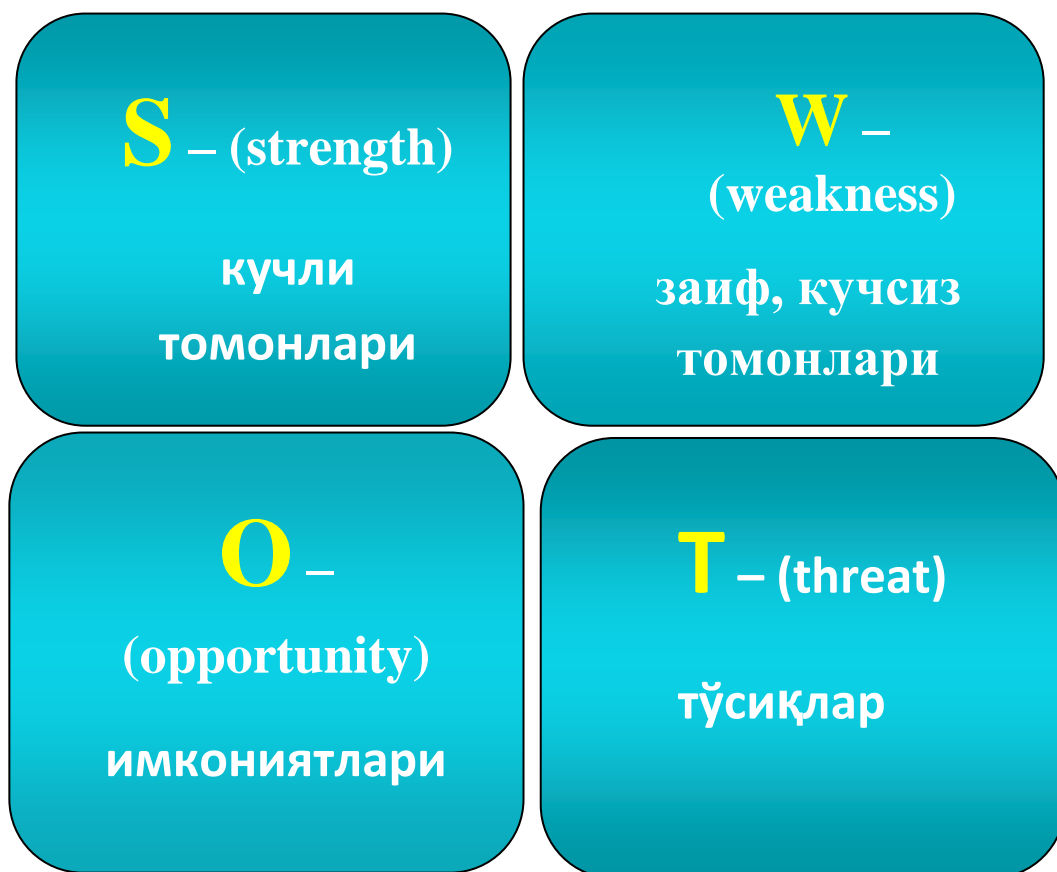 S – (strength)
кучли
томонлари
W –
(weakness)
заиф, кучсиз
томонлари
O –
(opportunity)
имкониятлари
T – (threat)
тўсиқлар